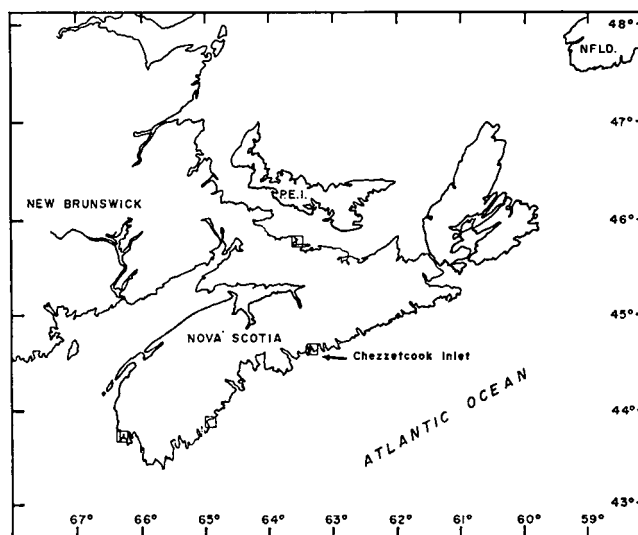 48°
NFLD.
47°
P.E.I.
NEW BRUNSWICK
46°
45°
NOVA SCOTIA
Chezzetcook Inlet
44°
ATLANTIC OCEAN
43°
67° 66° 65° 64° 63° 62° 61° 60° 59°